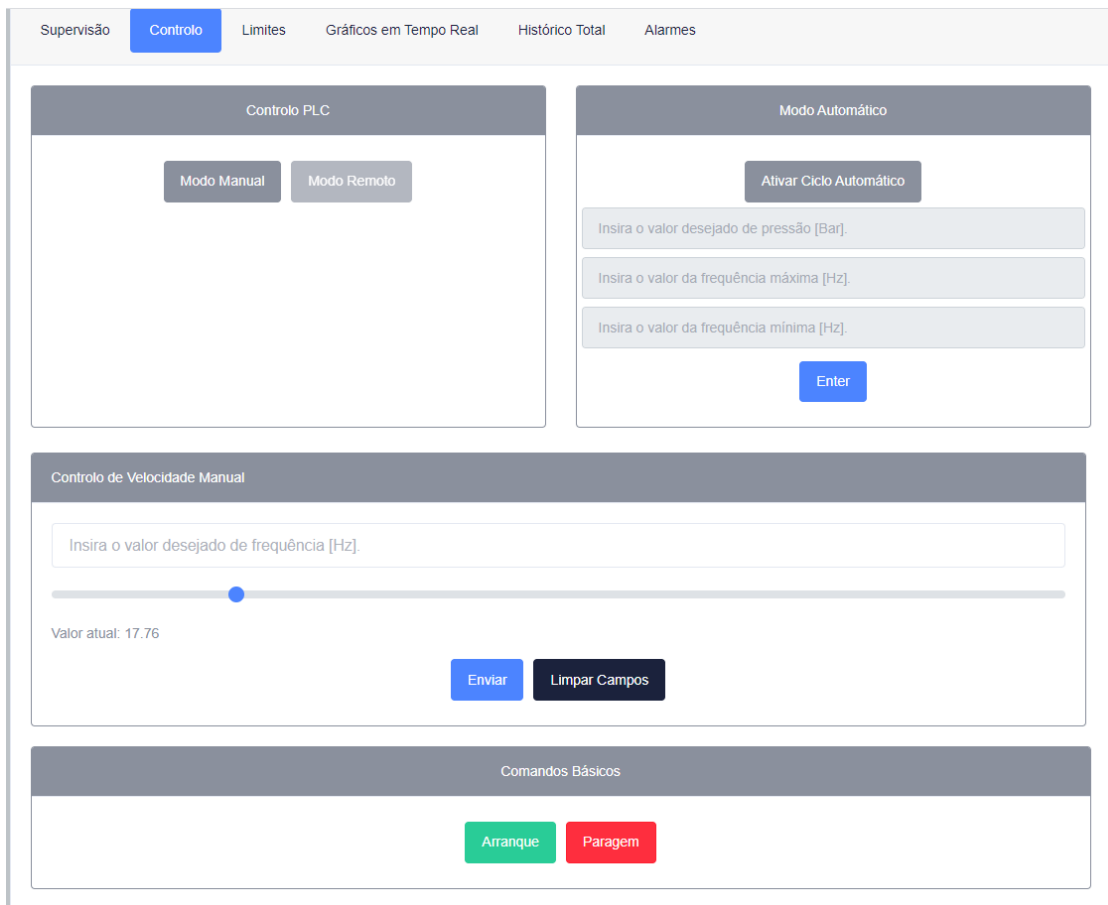 Supervisão Controlo Limites Gráficos em Tempo Real Histórico Total Alarmes
Controlo PLC
Modo Manual Modo Remoto
Modo Automático
Ativar Ciclo Automático
Insira o valor desejado de pressão [Bar].
Insira o valor da frequência máxima [Hz].
Insira o valor da frequência mínima [Hz].
Enter
Controlo de Velocidade Manual
Insira o valor desejado de frequência [Hz].
Valor atual: 17.76
Enviar Limpar Campos
Comandos Básicos
Arranque Paragem